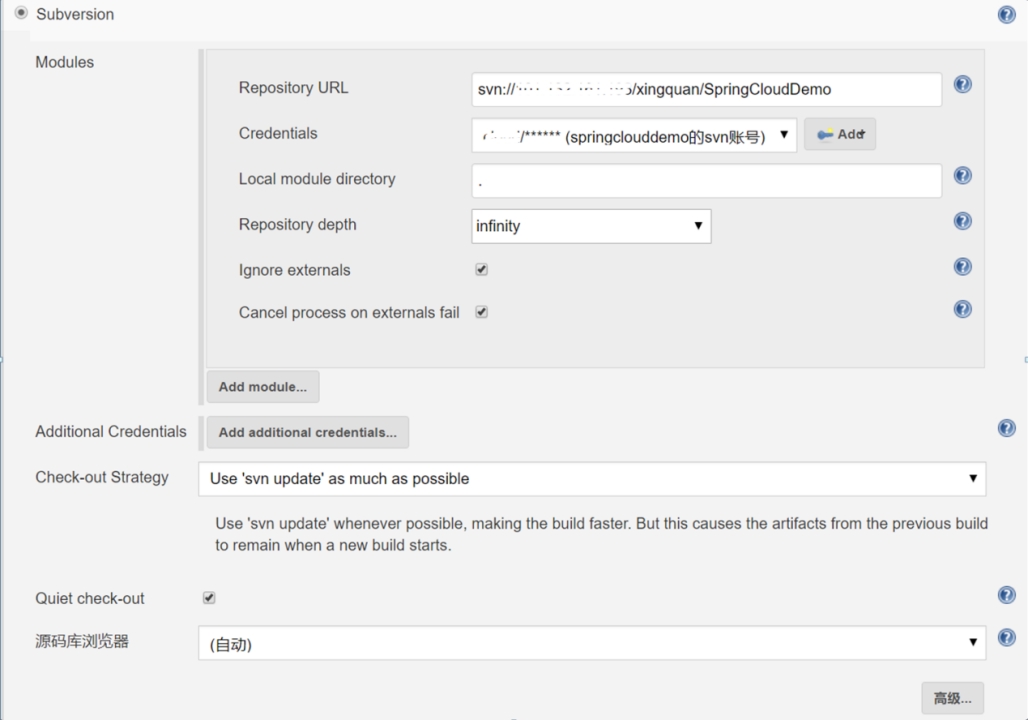 Subversion
Modules
Repository URL
svn:// /xingquan/SpringCloudDemo
Credentials
/****** (springclouddemo的svn账号)
Add
Local module directory
.
Repository depth
infinity
Ignore externals
Cancel process on externals fail
Add module...
Additional Credentials
Add additional credentials...
Check-out Strategy
Use 'svn update' as much as possible
Use 'svn update' whenever possible, making the build faster. But this causes the artifacts from the previous build
to remain when a new build starts.
Quiet check-out
源码库浏览器
(自动)
高级...